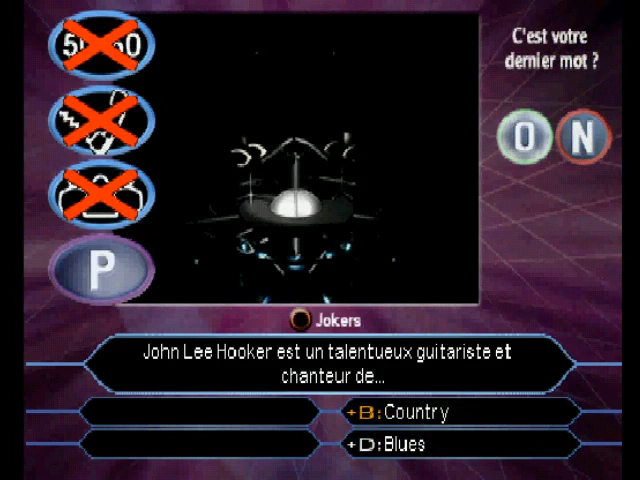 C'est votre
dernier mot ?
O N
P
Jokers
John Lee Hooker est un talentueux guitariste et
chanteur de...
B: Country
D: Blues